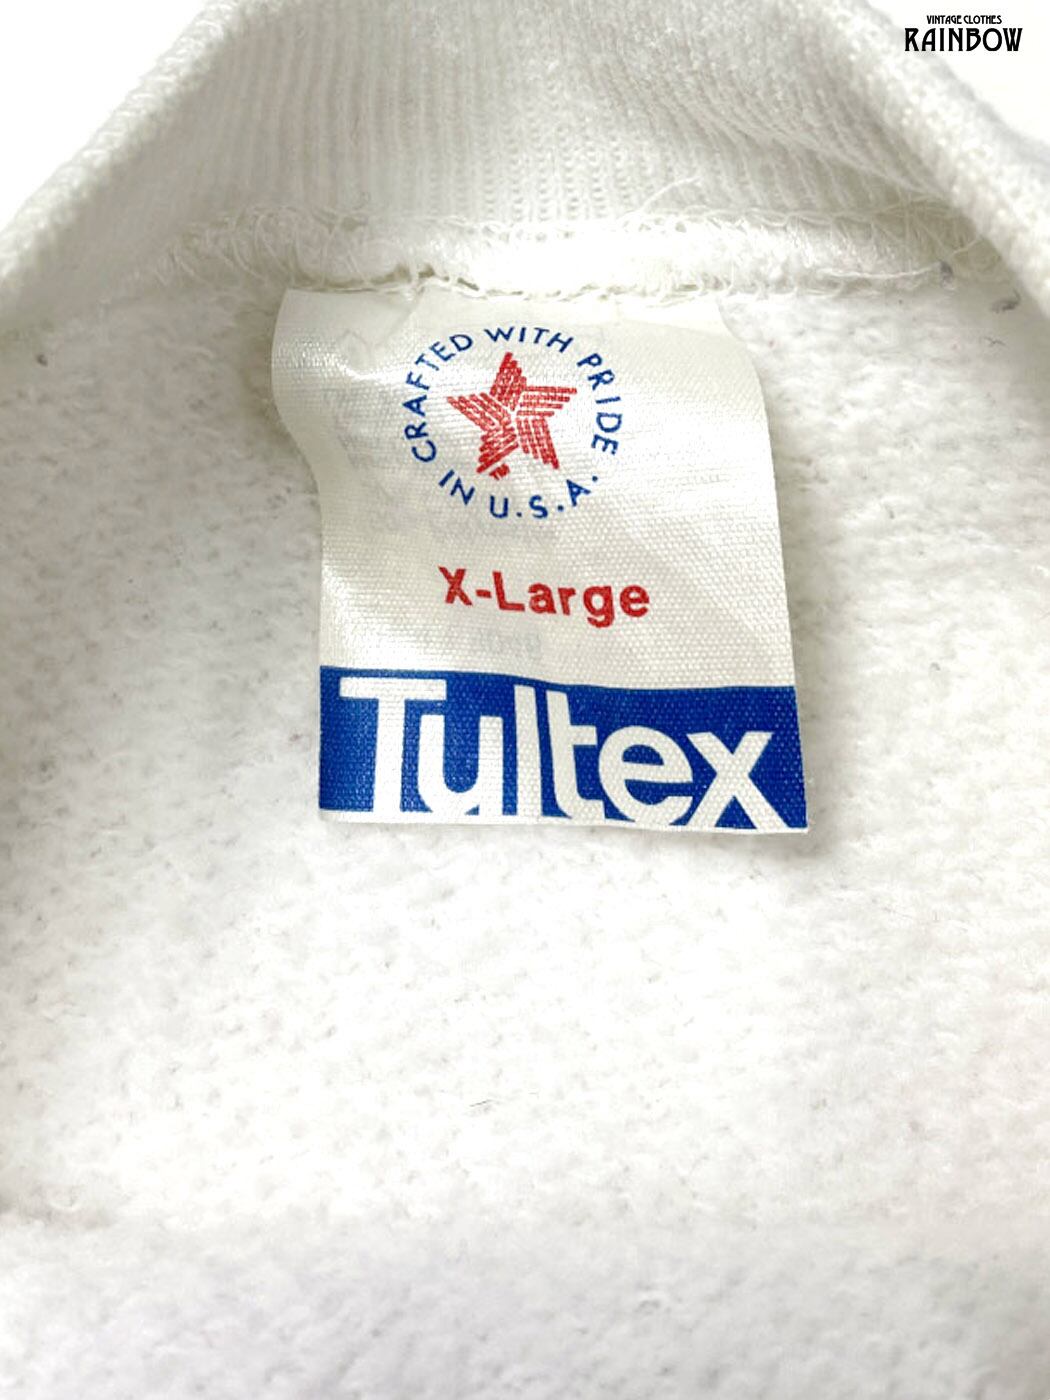 VINTAGE CLOTHES
RAINBOW
CRAFTED WITH PRIDE
IN U.S.A.
X-Large
Tultex